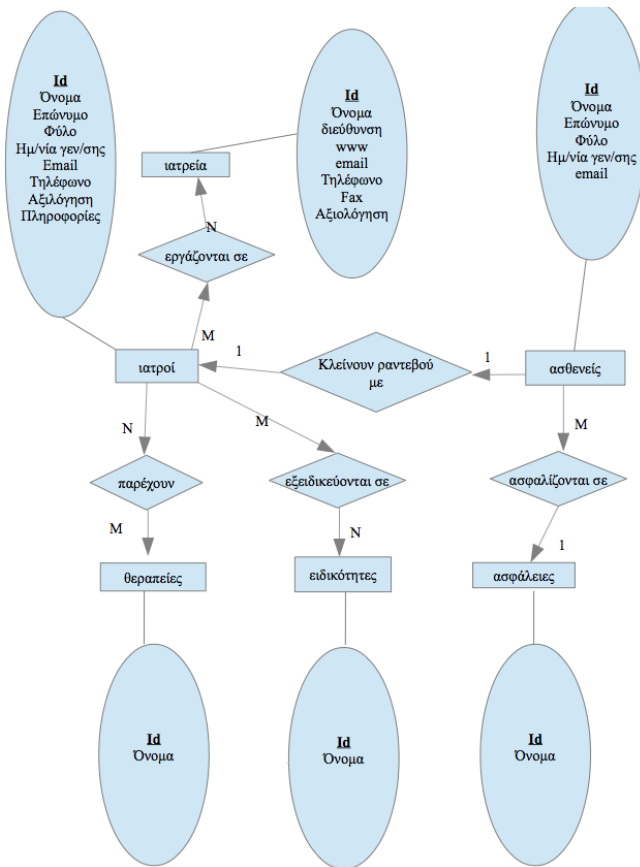 Id
Όνομα
Επώνυμο
Φύλο
Ημ/νία γεν/σης
Email
Τηλέφωνο
Αξιλόγηση
Πληροφορίες
ιατρεία
Id
Όνομα
διεύθυνση
www
email
Τηλέφωνο
Fax
Αξιολόγηση
Id
Όνομα
Επώνυμο
Φύλο
Ημ/νία γεν/σης
email
N
εργάζονται σε
M
ιατροί
1
Κλείνουν ραντεβού
με
1
ασθενείς
N
M
M
παρέχουν
εξειδικεύονται σε
ασφαλίζονται σε
M
N
1
θεραπείες
ειδικότητες
ασφάλειες
Id
Όνομα
Id
Όνομα
Id
Όνομα